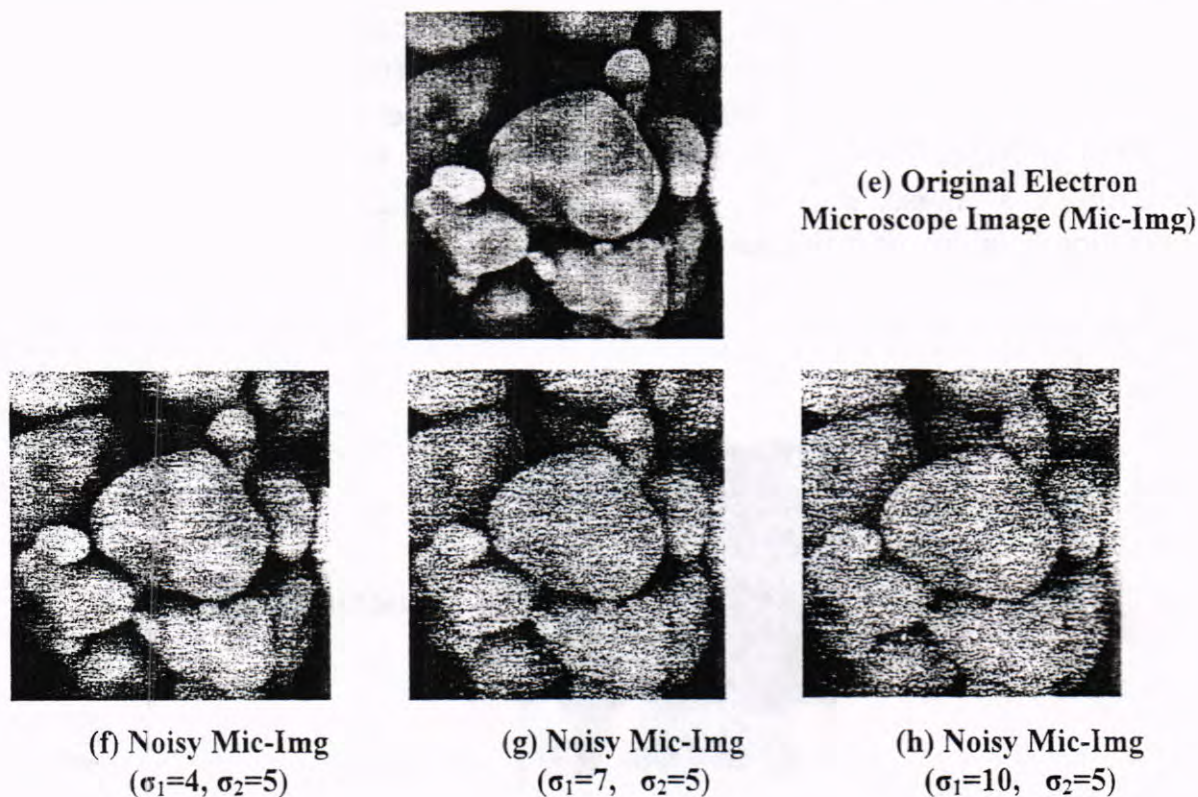 (e) Original Electron
Microscope Image (Mic-Img)
(f) Noisy Mic-Img
(σ₁=4, σ₂=5)
(g) Noisy Mic-Img
(σ₁=7, σ₂=5)
(h) Noisy Mic-Img
(σ₁=10, σ₂=5)